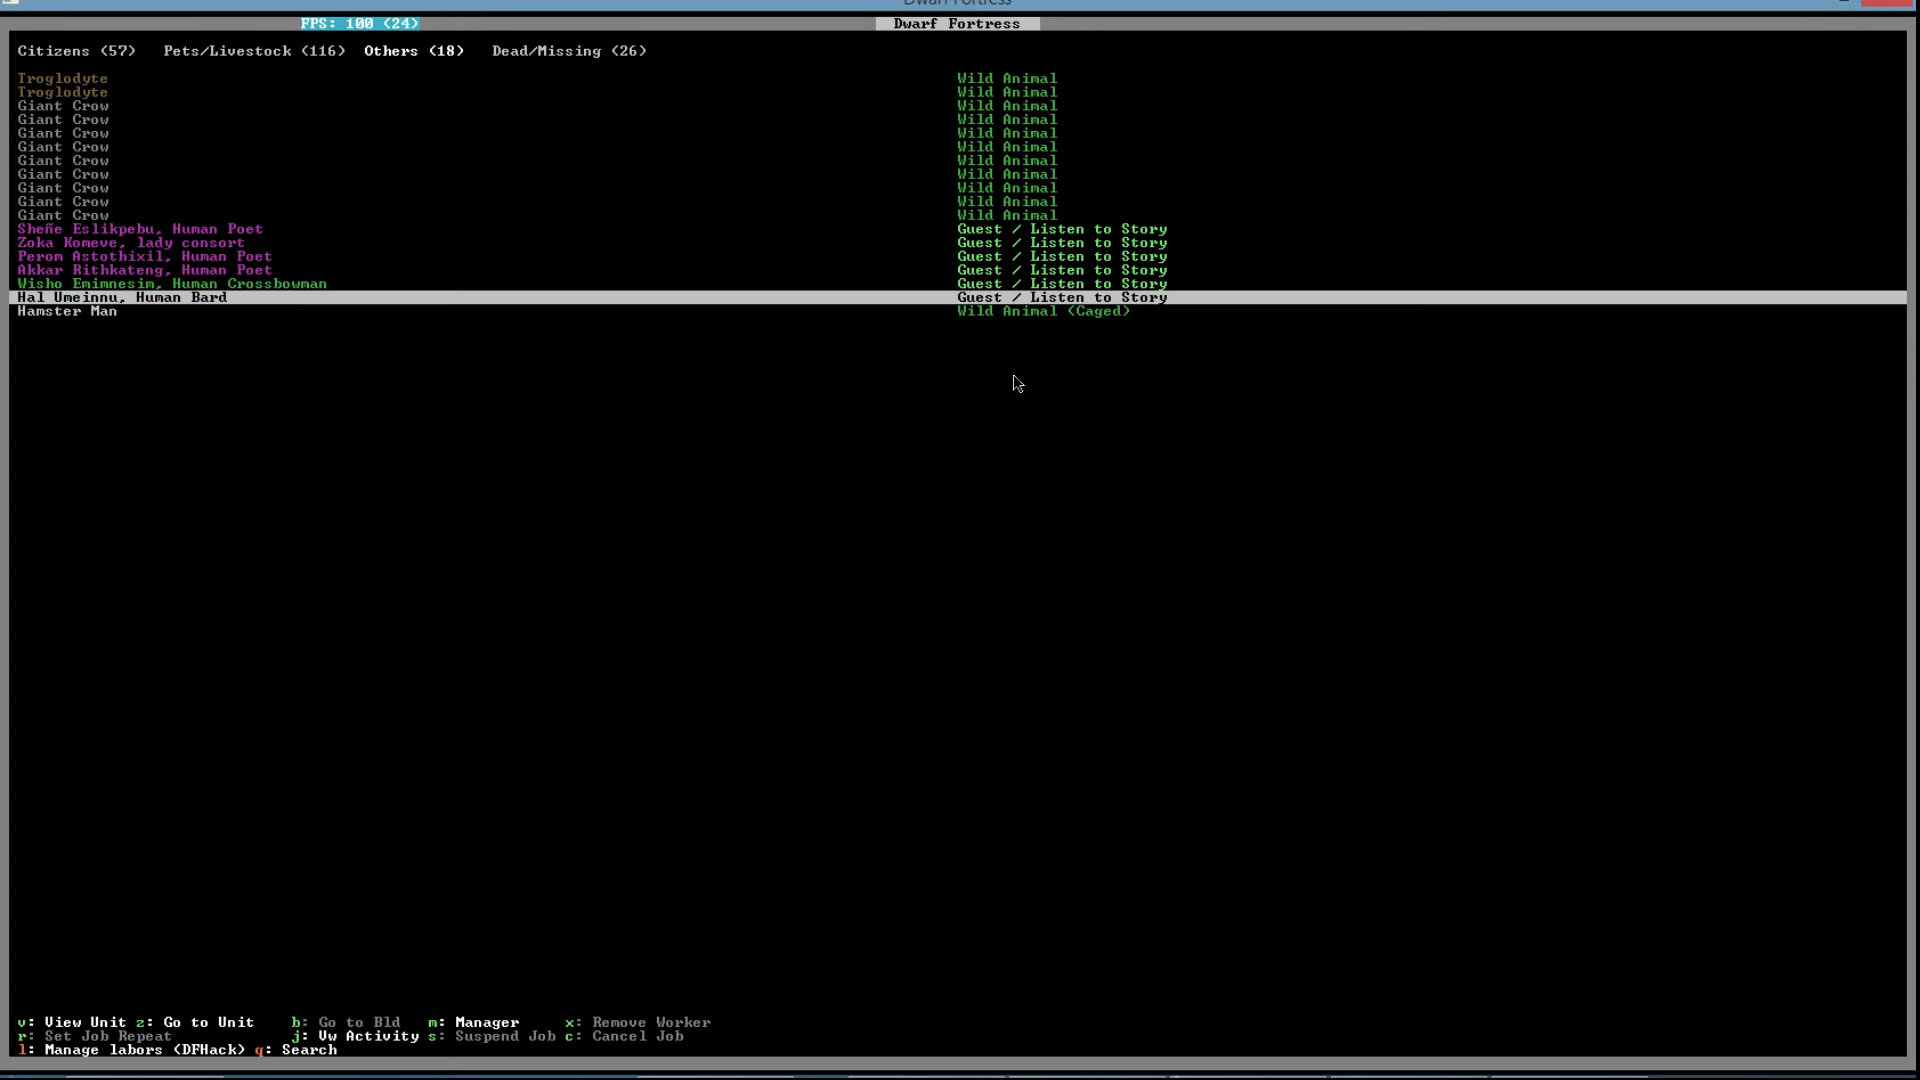 Dwarf Fortress
FPS: 100 (24) Dwarf Fortress
Citizens (57) Pets/Livestock (116) Others (18) Dead/Missing (26)
Troglodyte Wild Animal
Troglodyte Wild Animal
Giant Crow Wild Animal
Giant Crow Wild Animal
Giant Crow Wild Animal
Giant Crow Wild Animal
Giant Crow Wild Animal
Giant Crow Wild Animal
Giant Crow Wild Animal
Giant Crow Wild Animal
Giant Crow Wild Animal
Sheñe Eslikpebu, Human Poet Guest / Listen to Story
Zoka Komeve, lady consort Guest / Listen to Story
Perom Astothixil, Human Poet Guest / Listen to Story
Akkar Rithkateng, Human Poet Guest / Listen to Story
Wisho Emimnesim, Human Crossbowman Guest / Listen to Story
Hal Umeinnu, Human Bard Guest / Listen to Story
Hamster Man Wild Animal (Caged)
v: View Unit z: Go to Unit b: Go to Bld m: Manager x: Remove Worker
r: Set Job Repeat j: Vw Activity s: Suspend Job c: Cancel Job
l: Manage labors (DFHack) q: Search